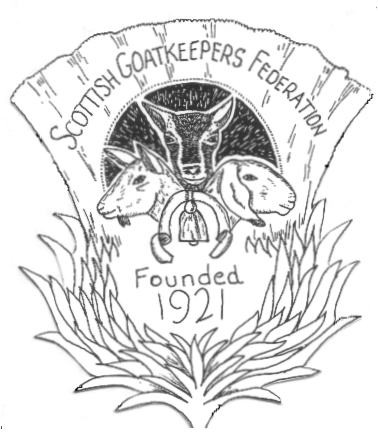 SCOTTISH GOATKEEPERS FEDERATION
Founded
1921